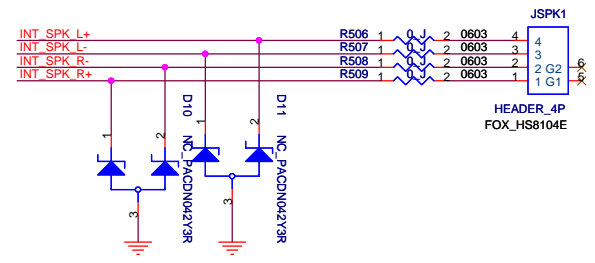 JSPK1
INT_SPK_L+ R506 1 0_J 2 0603 4 4
INT_SPK_L- R507 1 0_J 2 0603 3 3
INT_SPK_R- R508 1 0_J 2 0603 2 2 G2 6
INT_SPK_R+ R509 1 0_J 2 0603 1 1 G1 5
HEADER_4P
FOX_HS8104E
D10 NC_PACDN042Y3R
1 2 3
D11 NC_PACDN042Y3R
1 2 3